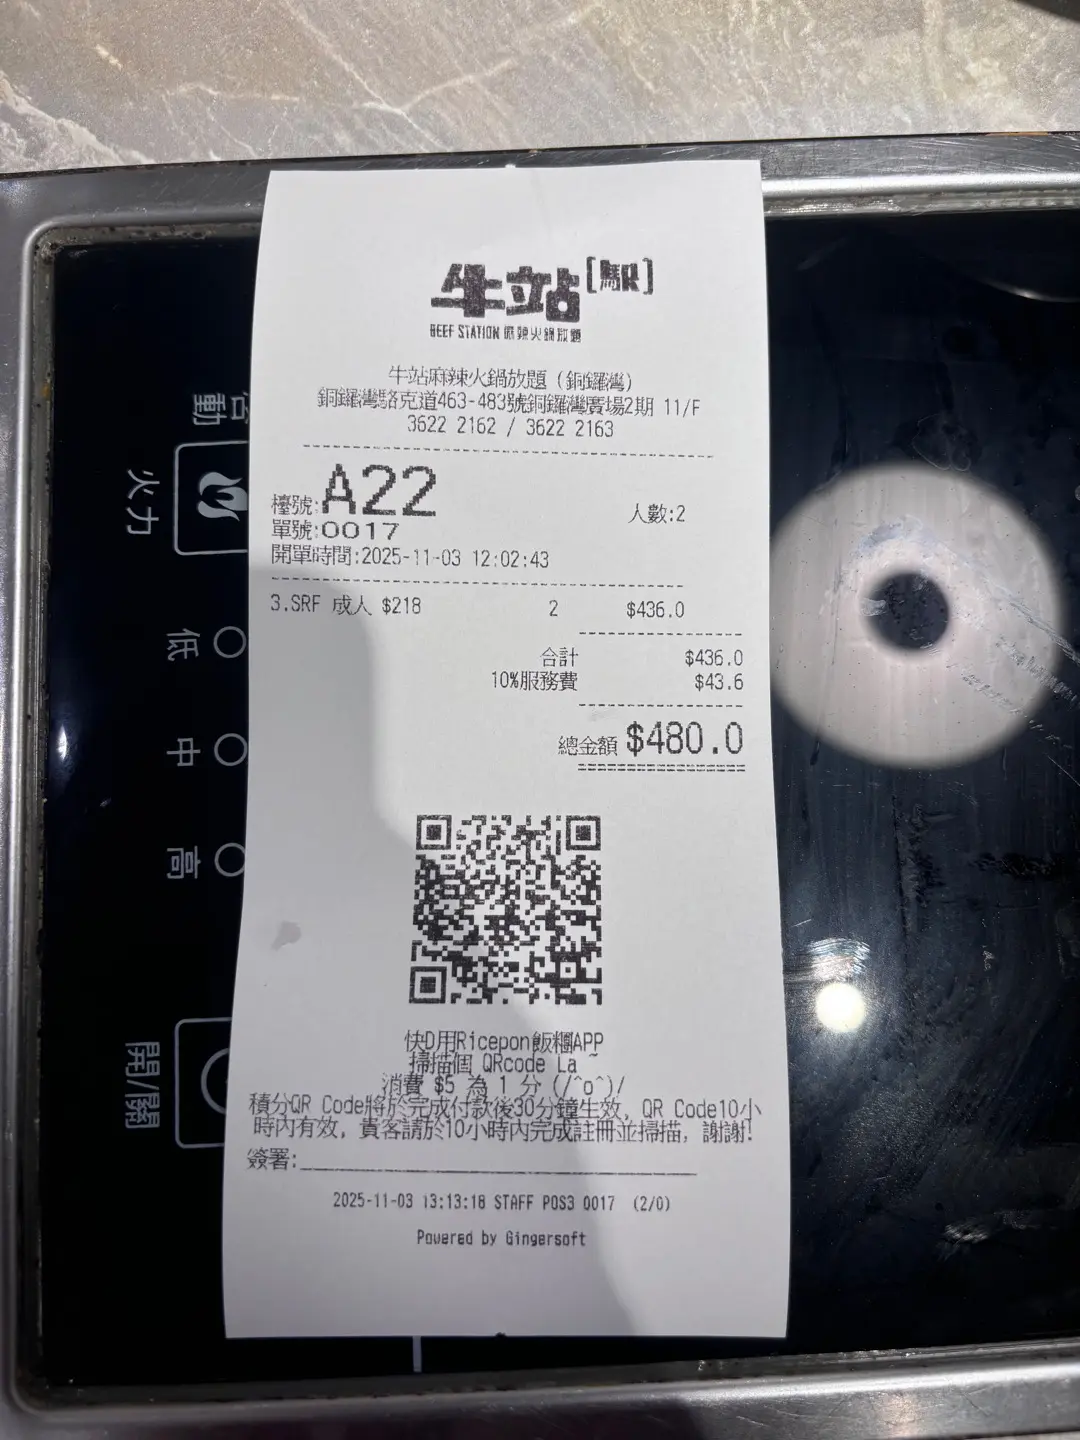 牛站[駅]
BEEF STATION 麻辣火鍋放題
牛站麻辣火鍋放題 (銅鑼灣)
銅鑼灣駱克道463-483號銅鑼灣廣場2期 11/F
3622 2162 / 3622 2163
檯號:A22
人數:2
單號:0017
開單時間:2025-11-03 12:02:43
3.SRF 成人 $218 2 $436.0
合計 $436.0
10%服務費 $43.6
總金額 $480.0
快D用Ricepon飯糰APP
掃描個 QRcode La ~
消費 $5 為 1 分 (/^o^)/
積分QR Code將於完成付款後30分鐘生效, QR Code10小
時內有效, 貴客請於10小時內完成註冊並掃描, 謝謝!
簽署:
2025-11-03 13:13:18 STAFF POS3 0017 (2/0)
Powered by Gingersoft
火力
低
中
高
開/關